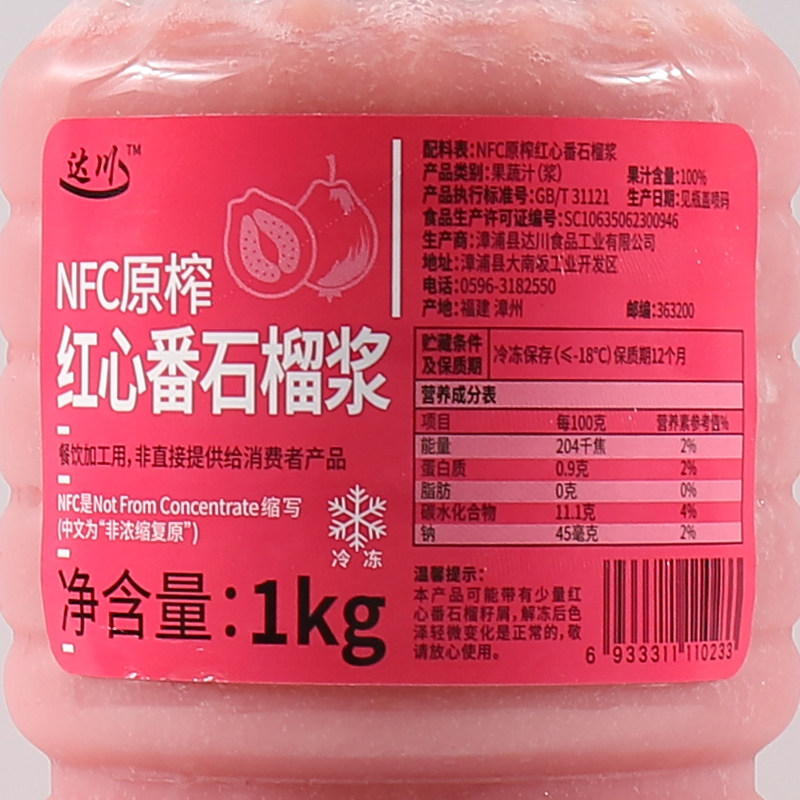 达川™
NFC原榨
红心番石榴浆
餐饮加工用,非直接提供给消费者产品
NFC是Not From Concentrate缩写
(中文为“非浓缩复原”)
冷冻
净含量:1kg
配料表:NFC原榨红心番石榴浆
产品类别:果蔬汁(浆) 果汁含量:100%
产品执行标准号:GB/T 31121 生产日期:见瓶盖喷码
食品生产许可证编号:SC10635062300946
生产商:漳浦县达川食品工业有限公司
地址:漳浦县大南坂工业开发区
电话:0596-3182550
产地:福建 漳州 邮编:363200
贮藏条件
及保质期
冷冻保存(≤-18℃)保质期12个月
营养成分表
项目 每100克 营养素参考值%
能量 204千焦 2%
蛋白质 0.9克 2%
脂肪 0克 0%
碳水化合物 11.1克 4%
钠 45毫克 2%
温馨提示:
本产品可能带有少量红
心番石榴籽屑,解冻后色
泽轻微变化是正常的,敬
请放心使用。
6 933311 110233